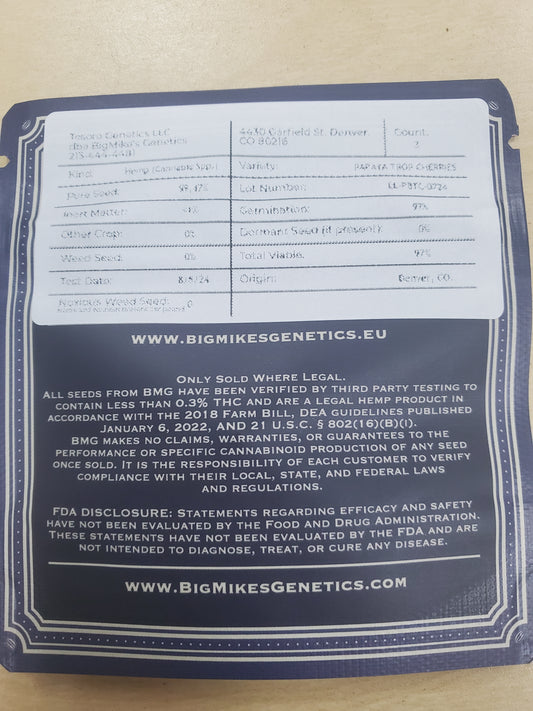 Tesoro Genetics LLC
dba BigMike's Genetics
4430 Garfield St. Denver,
CO 80216
Count:
Kind:
Hemp (Cannabis Spp.)
Variety:
PAPAYA TROP CHERRIES
Pure Seed:
Lot Number:
Inert Matter:
Germination:
97%
Other Crop:
0%
Dormant Seed (if present):
0%
Weed Seed:
0%
Total Viable:
97%
Test Date:
Origin:
Denver, CO.
Noxious Weed Seed:
0
WWW.BIGMIKESGENETICS.EU
ONLY SOLD WHERE LEGAL.
ALL SEEDS FROM BMG HAVE BEEN VERIFIED BY THIRD PARTY TESTING TO
CONTAIN LESS THAN 0.3% THC AND ARE A LEGAL HEMP PRODUCT IN
ACCORDANCE WITH THE 2018 FARM BILL, DEA GUIDELINES PUBLISHED
JANUARY 6, 2022, AND 21 U.S.C. § 802(16)(B)(I).
BMG MAKES NO CLAIMS, WARRANTIES, OR GUARANTEES TO THE
PERFORMANCE OR SPECIFIC CANNABINOID PRODUCTION OF ANY SEED
ONCE SOLD. IT IS THE RESPONSIBILITY OF EACH CUSTOMER TO VERIFY
COMPLIANCE WITH THEIR LOCAL, STATE, AND FEDERAL LAWS
AND REGULATIONS.
FDA DISCLOSURE: STATEMENTS REGARDING EFFICACY AND SAFETY
HAVE NOT BEEN EVALUATED BY THE FOOD AND DRUG ADMINISTRATION.
THESE STATEMENTS HAVE NOT BEEN EVALUATED BY THE FDA AND ARE
NOT INTENDED TO DIAGNOSE, TREAT, OR CURE ANY DISEASE.
WWW.BIGMIKESGENETICS.COM